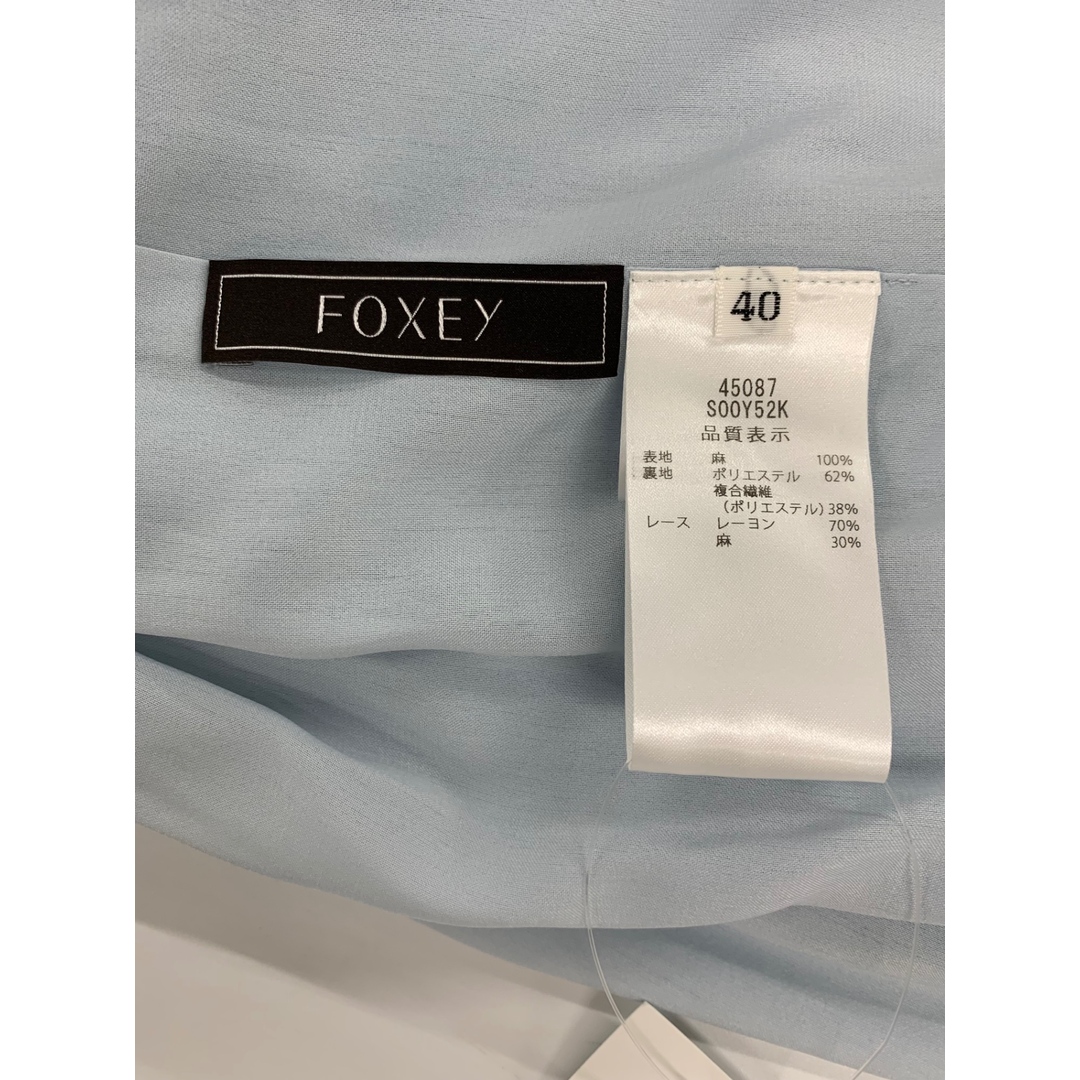 FOXEY
40
45087
S00Y52K
品質表示
表地 麻 100%
裏地 ポリエステル 62%
複合繊維
(ポリエステル) 38%
レース レーヨン 70%
麻 30%